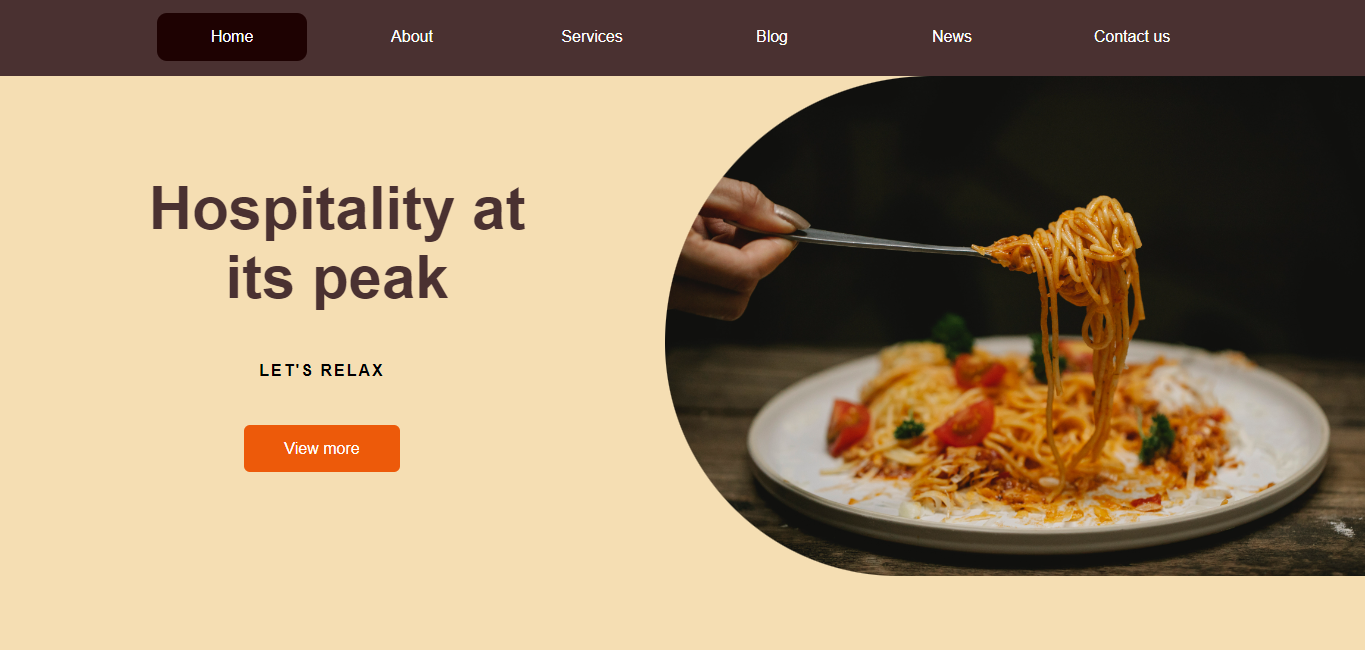 Home About Services Blog News Contact us
Hospitality at
its peak
LET'S RELAX
View more